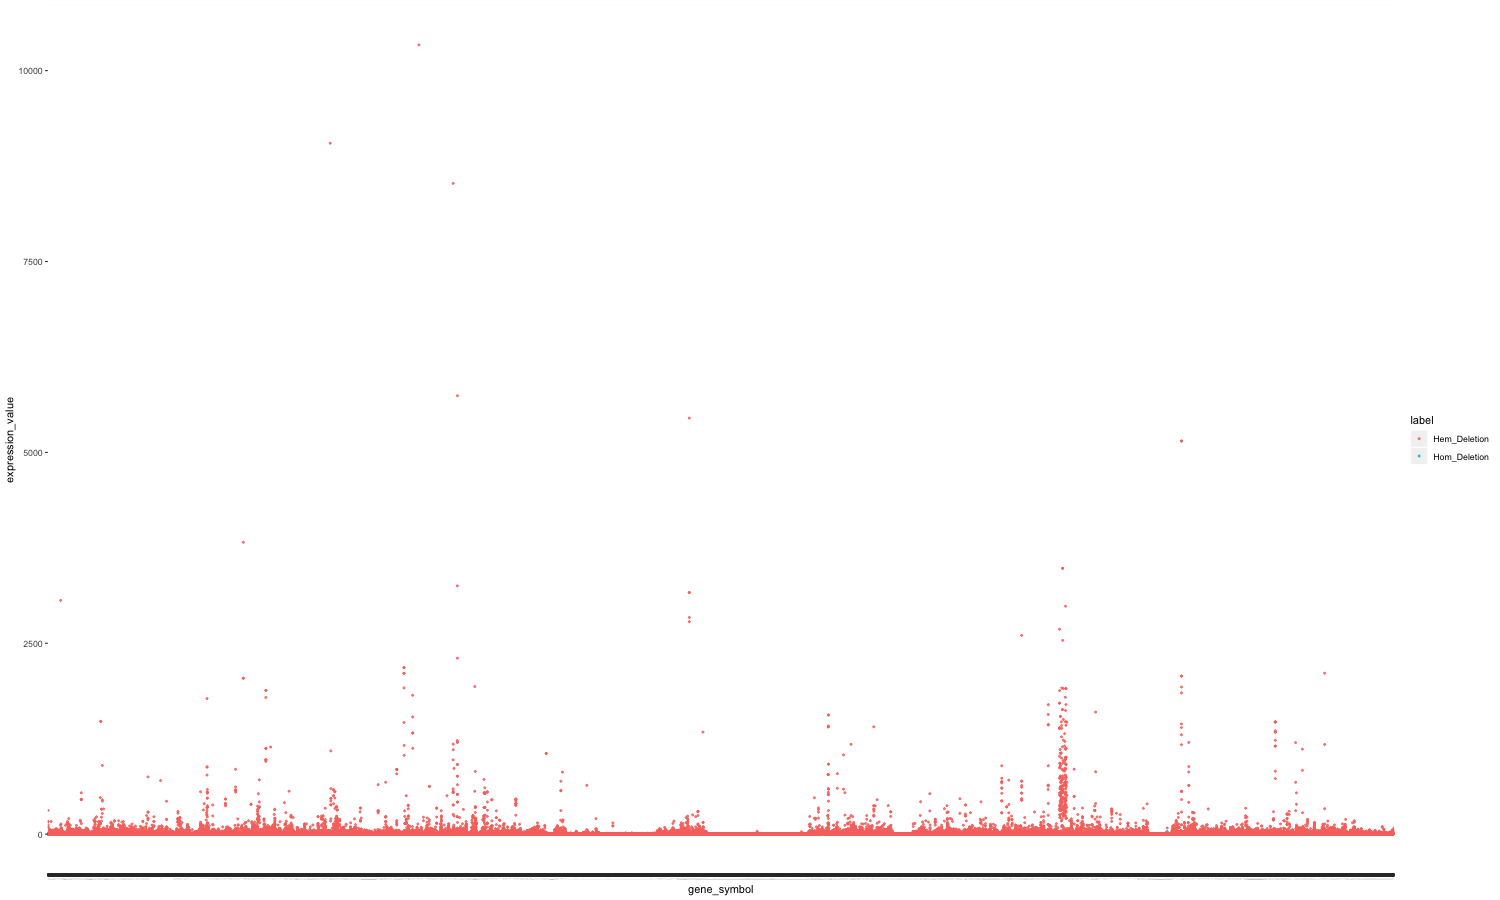 10000
7500
5000
2500
0
expression_value
gene_symbol
label
Hem_Deletion
Hom_Deletion